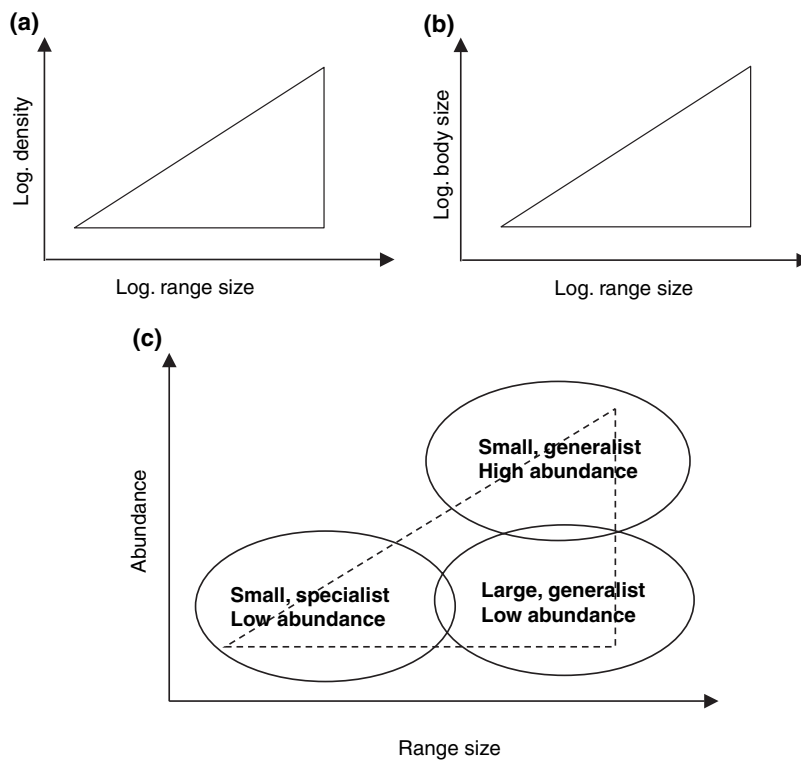 (a)
Log. density
Log. range size
(b)
Log. body size
Log. range size
(c)
Abundance
Small, generalist
High abundance
Small, specialist
Low abundance
Large, generalist
Low abundance
Range size